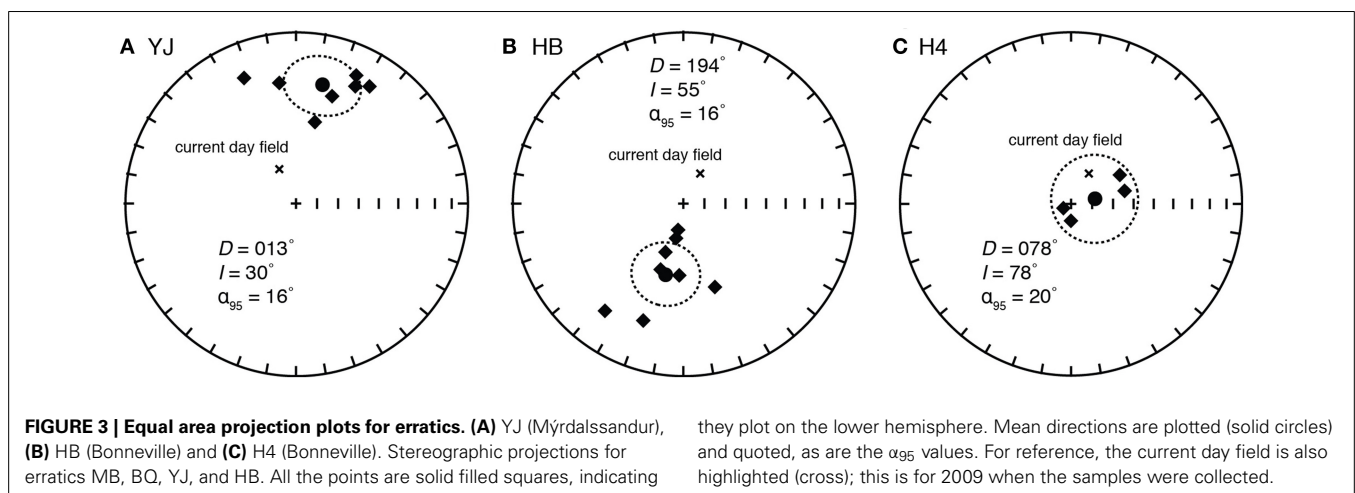 A YJ
current day field
D = 013°
I = 30°
α95 = 16°
B HB
D = 194°
I = 55°
α95 = 16°
current day field
C H4
current day field
D = 078°
I = 78°
α95 = 20°
FIGURE 3 | Equal area projection plots for erratics. (A) YJ (Mýrdalssandur),
(B) HB (Bonneville) and (C) H4 (Bonneville). Stereographic projections for
erratics MB, BQ, YJ, and HB. All the points are solid filled squares, indicating
they plot on the lower hemisphere. Mean directions are plotted (solid circles)
and quoted, as are the α95 values. For reference, the current day field is also
highlighted (cross); this is for 2009 when the samples were collected.